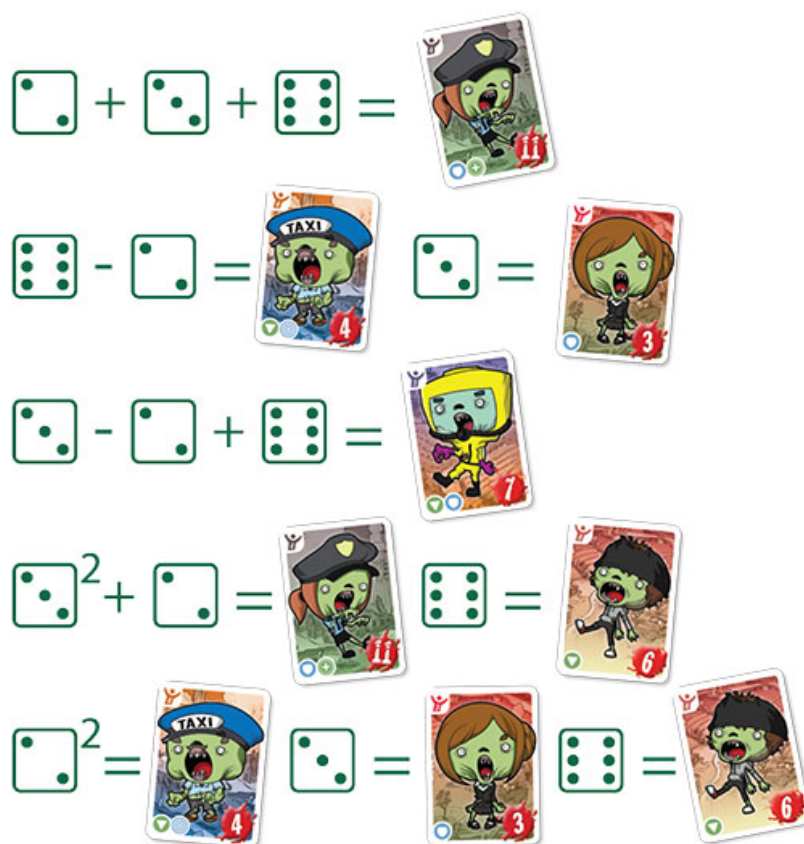 + + = 11
- = TAXI 4 = 3
- + = 7
2 + = 11 = 6
2 = TAXI 4 = 3 = 6